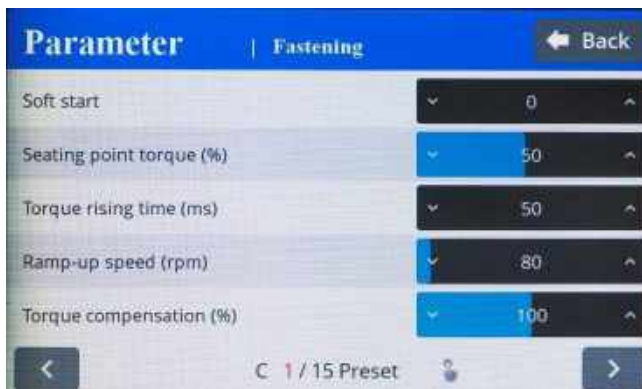 Parameter | Fastening Back
Soft start 0
Seating point torque (%) 50
Torque rising time (ms) 50
Ramp-up speed (rpm) 80
Torque compensation (%) 100
C 1 / 15 Preset